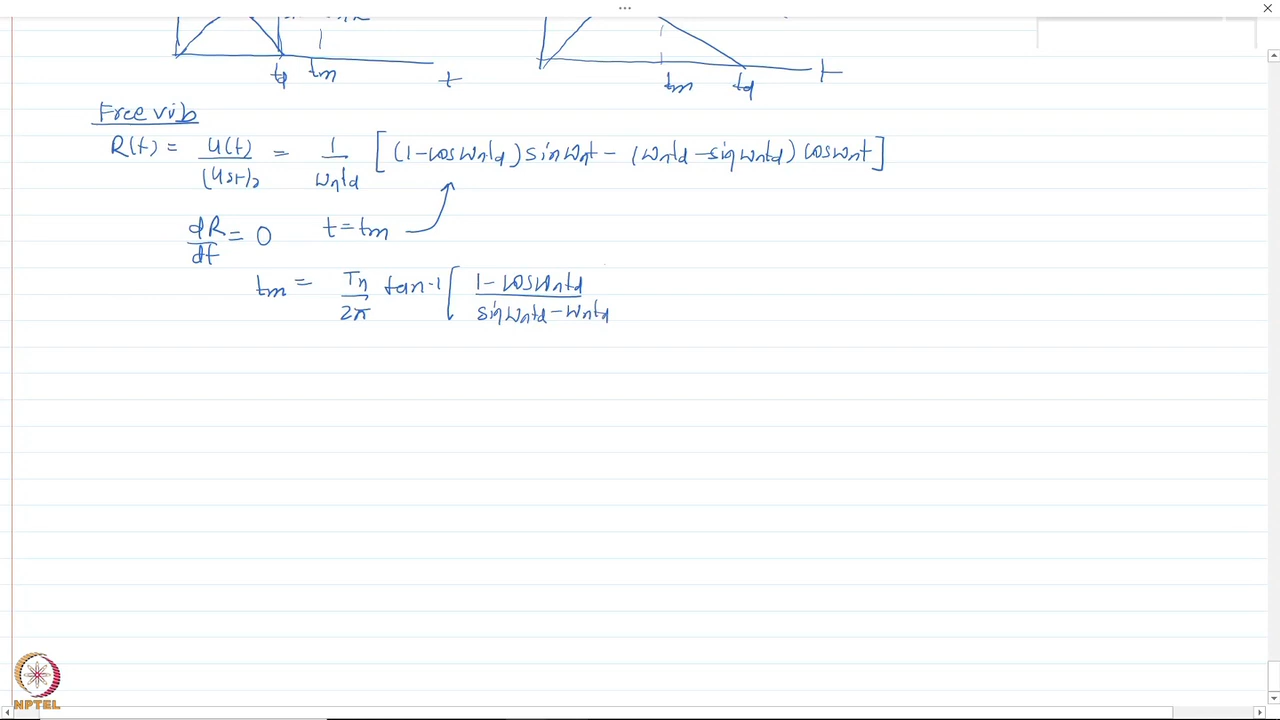 td tm t tm td t
Free vib
R(t) = u(t)/(ust)0 = 1/ωntd [(1-cosωntd) sinωnt - (ωntd - sinωntd) cosωnt]
dR/dt = 0 t = tm
tm = Tn/2π tan-1 [ 1-cosωntd / sinωntd - ωntd
NPTEL